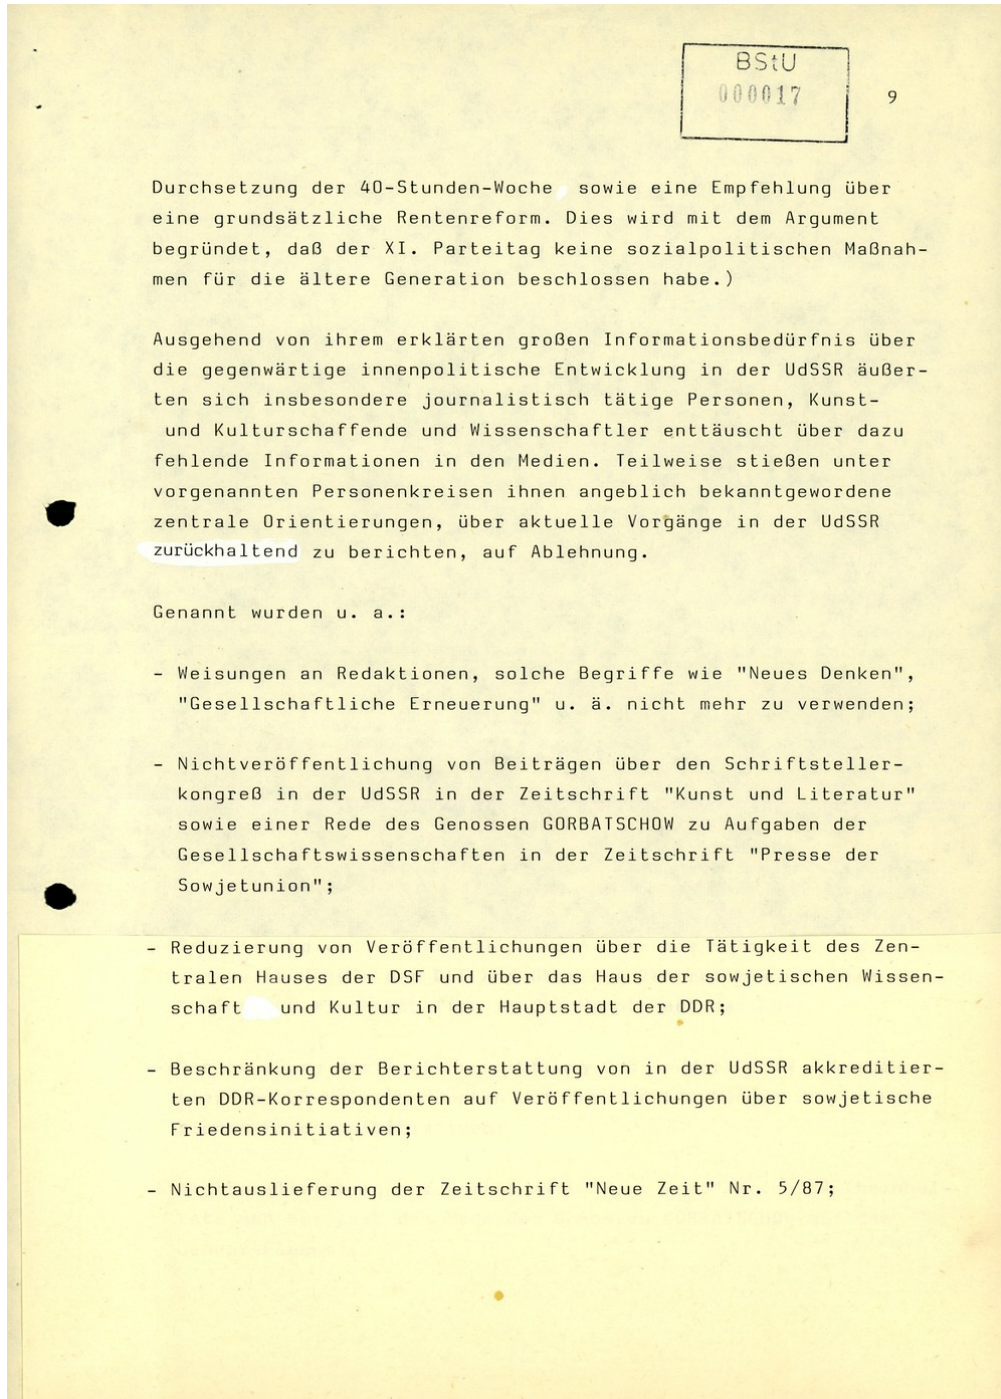 BStU
000017
9
Durchsetzung der 40-Stunden-Woche sowie eine Empfehlung über
eine grundsätzliche Rentenreform. Dies wird mit dem Argument
begründet, daß der XI. Parteitag keine sozialpolitischen Maßnah-
men für die ältere Generation beschlossen habe.)
Ausgehend von ihrem erklärten großen Informationsbedürfnis über
die gegenwärtige innenpolitische Entwicklung in der UdSSR äußer-
ten sich insbesondere journalistisch tätige Personen, Kunst-
und Kulturschaffende und Wissenschaftler enttäuscht über dazu
fehlende Informationen in den Medien. Teilweise stießen unter
vorgenannten Personenkreisen ihnen angeblich bekanntgewordene
zentrale Orientierungen, über aktuelle Vorgänge in der UdSSR
zurückhaltend zu berichten, auf Ablehnung.
Genannt wurden u. a.:
- Weisungen an Redaktionen, solche Begriffe wie "Neues Denken",
"Gesellschaftliche Erneuerung" u. ä. nicht mehr zu verwenden;
- Nichtveröffentlichung von Beiträgen über den Schriftsteller-
kongreß in der UdSSR in der Zeitschrift "Kunst und Literatur"
sowie einer Rede des Genossen GORBATSCHOW zu Aufgaben der
Gesellschaftswissenschaften in der Zeitschrift "Presse der
Sowjetunion";
- Reduzierung von Veröffentlichungen über die Tätigkeit des Zen-
tralen Hauses der DSF und über das Haus der sowjetischen Wissen-
schaft und Kultur in der Hauptstadt der DDR;
- Beschränkung der Berichterstattung von in der UdSSR akkreditier-
ten DDR-Korrespondenten auf Veröffentlichungen über sowjetische
Friedensinitiativen;
- Nichtauslieferung der Zeitschrift "Neue Zeit" Nr. 5/87;